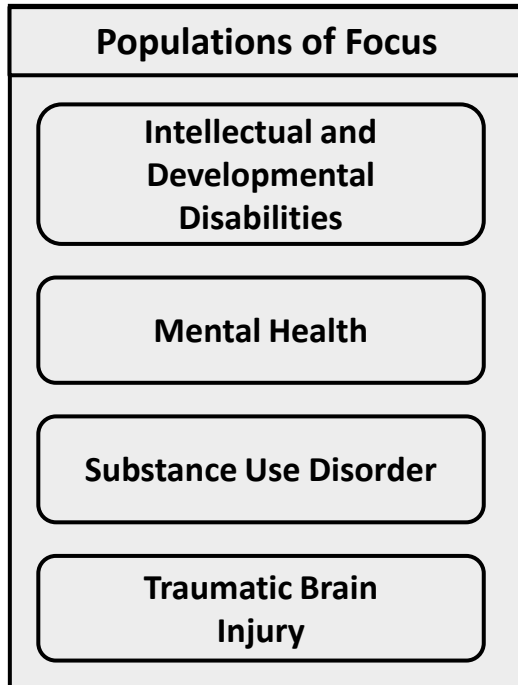 Populations of Focus
Intellectual and
Developmental
Disabilities
Mental Health
Substance Use Disorder
Traumatic Brain
Injury